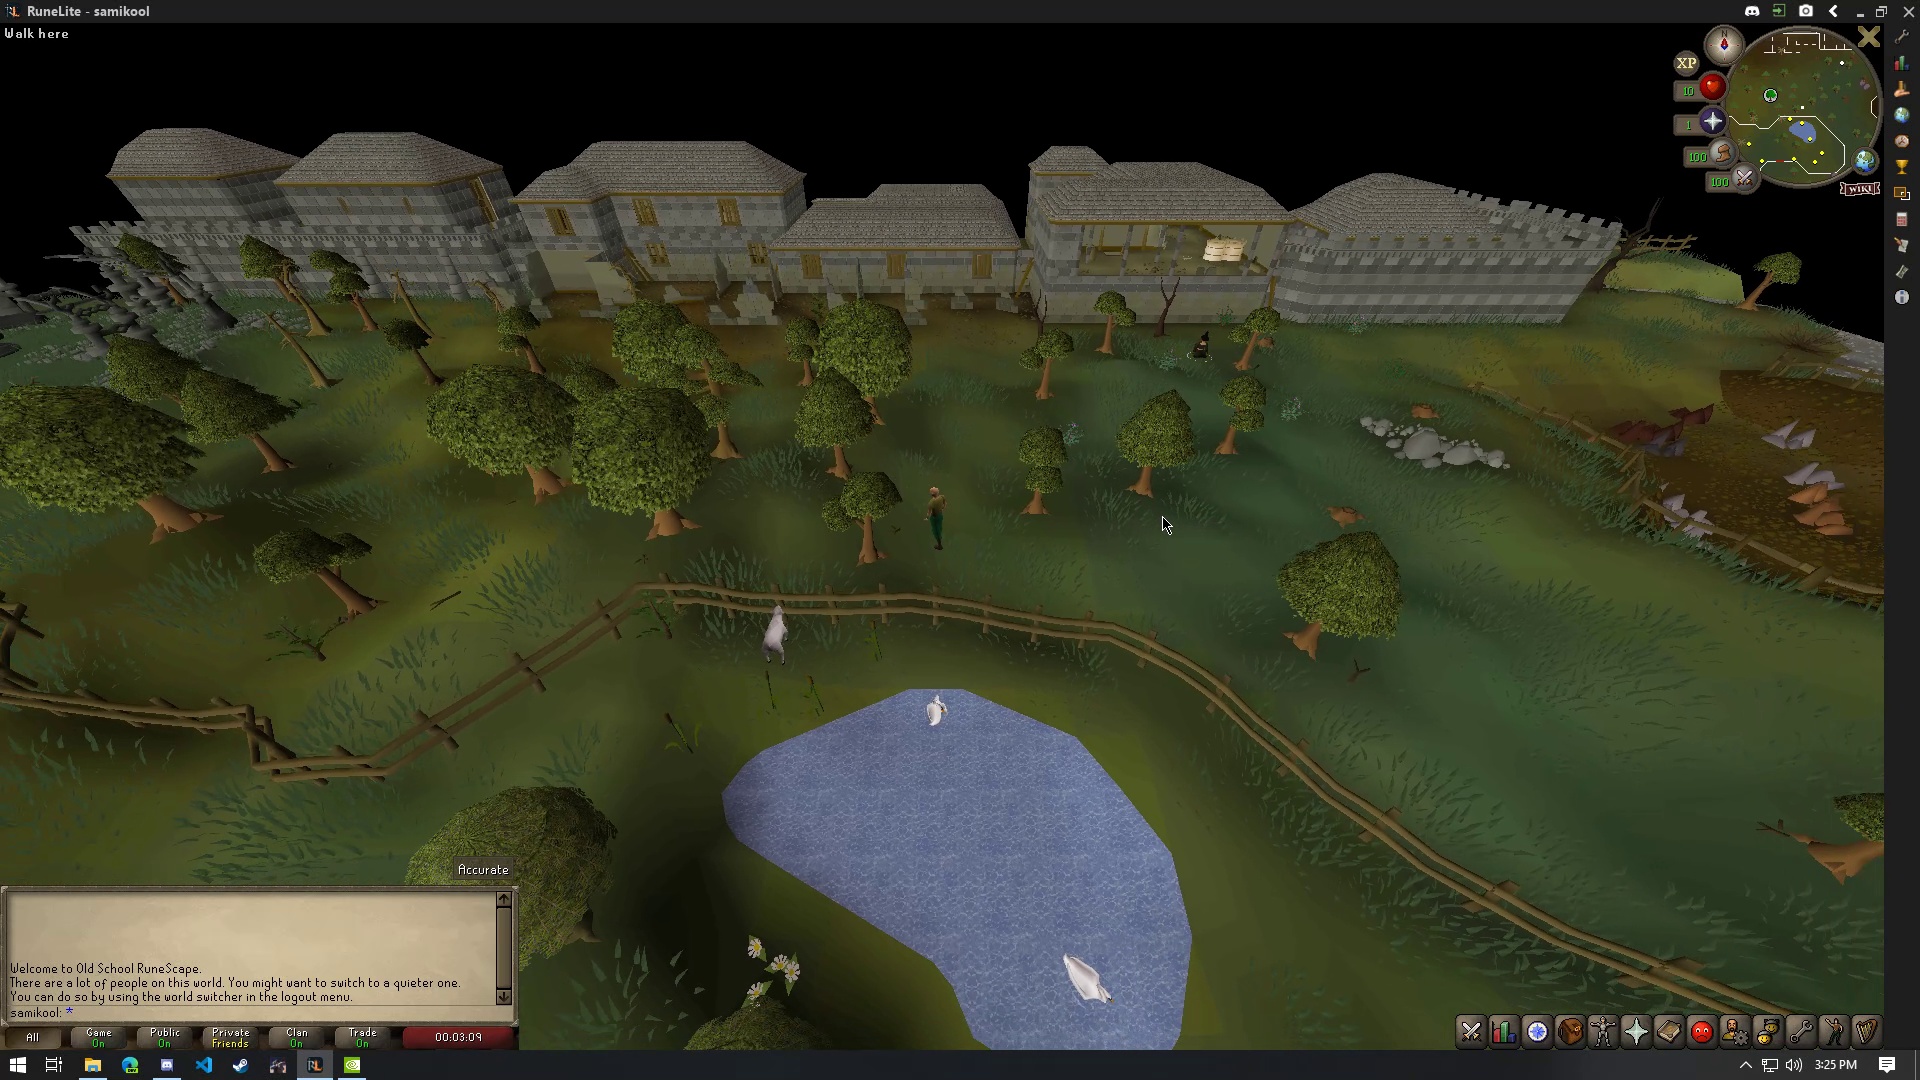 RuneLite - samikool
Walk here
N
XP
10
1
100
100
WIKI
Accurate
Welcome to Old School RuneScape.
There are a lot of people on this world. You might want to switch to a quieter one.
You can do so by using the world switcher in the logout menu.
samikool: *
All
Game On
Public On
Private Friends
Clan On
Trade On
00:03:09
3:25 PM